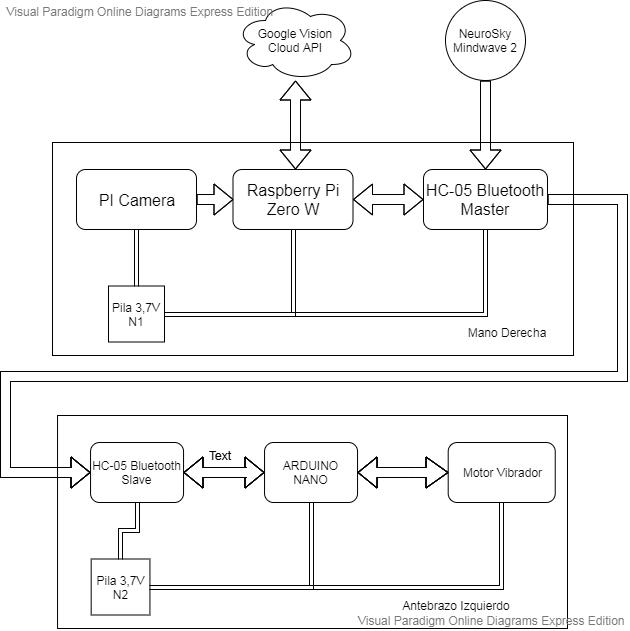 Visual Paradigm Online Diagrams Express Edition
Google Vision
Cloud API
NeuroSky
Mindwave 2
PI Camera
Raspberry Pi
Zero W
HC-05 Bluetooth
Master
Pila 3,7V
N1
Mano Derecha
HC-05 Bluetooth
Slave
Text
ARDUINO
NANO
Motor Vibrador
Pila 3,7V
N2
Antebrazo Izquierdo
Visual Paradigm Online Diagrams Express Edition